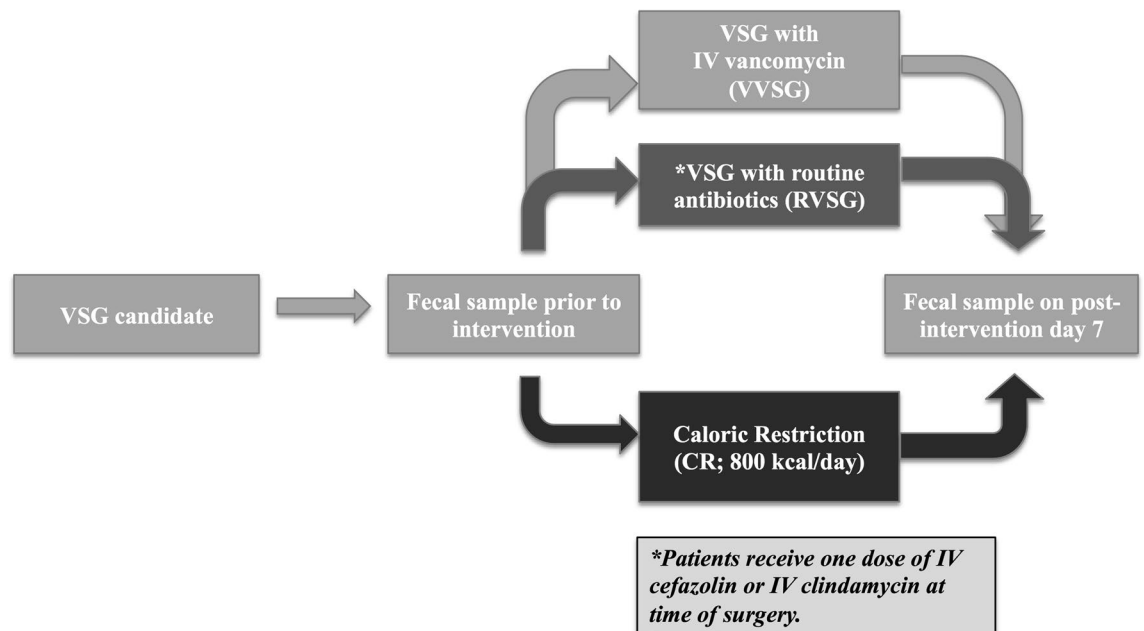 VSG with
IV vancomycin
(VVSG)
*VSG with routine
antibiotics (RVSG)
VSG candidate
Fecal sample prior to
intervention
Fecal sample on post-
intervention day 7
Caloric Restriction
(CR; 800 kcal/day)
*Patients receive one dose of IV
cefazolin or IV clindamycin at
time of surgery.